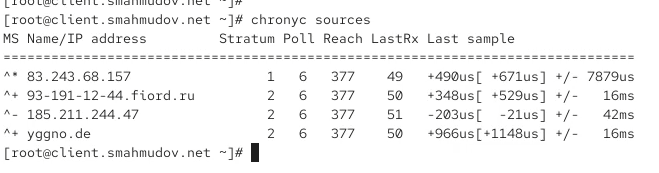 [root@client.smahmudov.net ~]#
[root@client.smahmudov.net ~]# chronyc sources
MS Name/IP address         Stratum Poll Reach LastRx Last sample
===============================================================================
^* 83.243.68.157                 1   6   377    49   +490us[ +671us] +/- 7879us
^+ 93-191-12-44.fiord.ru         2   6   377    50   +348us[ +529us] +/-   16ms
^- 185.211.244.47                2   6   377    51   -203us[  -21us] +/-   42ms
^+ yggno.de                      2   6   377    50   +966us[+1148us] +/-   16ms
[root@client.smahmudov.net ~]#